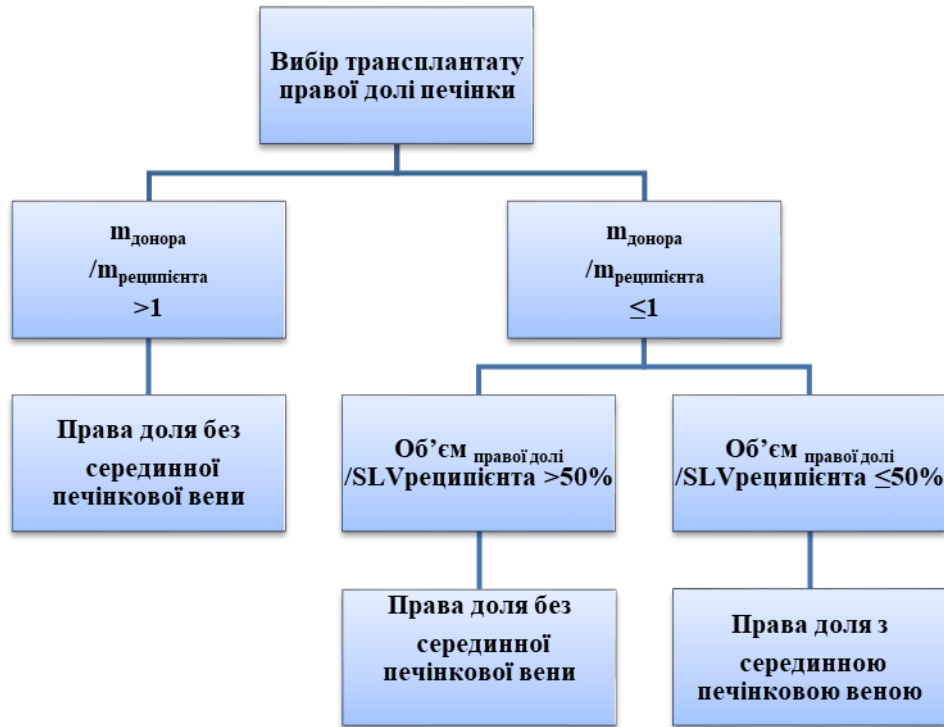 Вибір трансплантату
правої долі печінки
mдонора
/mреципієнта
>1
mдонора
/mреципієнта
≤1
Права доля без
серединної
печінкової вени
Об’єм правої долі
/SLVреципієнта >50%
Об’єм правої долі
/SLVреципієнта ≤50%
Права доля без
серединної
печінкової вени
Права доля з
серединною
печінковою веною